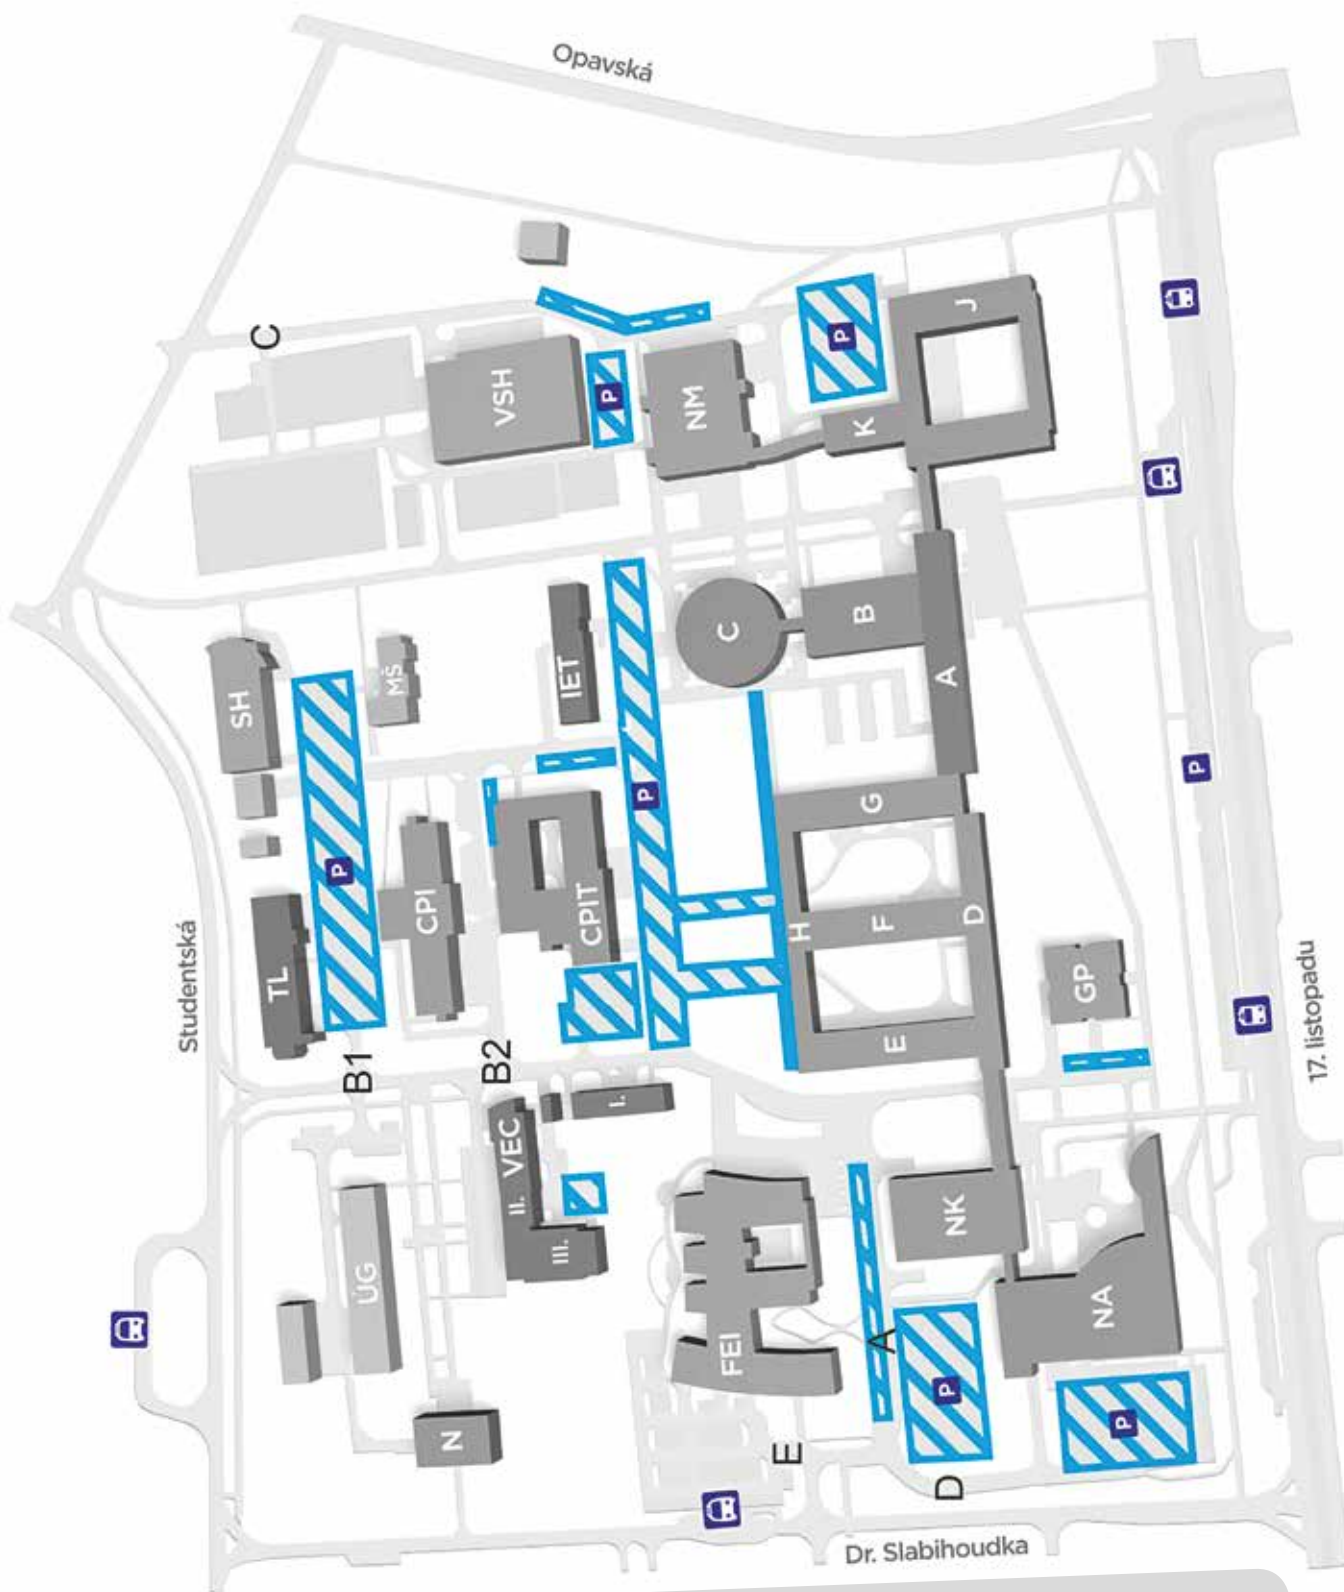 Opavská
C
VSH
P
NM
P
J
K
C
B
A
SH
MŠ
IET
P
P
CPI
CPIT
G
H
F
D
E
GP
P
TL
Studentská
17. listopadu
B1
B2
I.
II.
VEC
III.
ÚG
N
FEI
NK
NA
A
P
P
E
D
Dr. Slabihoudka